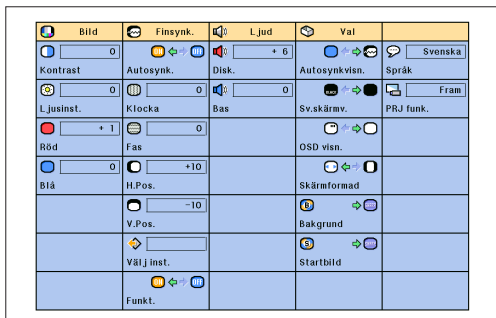 Bild Finsynk. Ljud Val
0 + 6 Svenska
Kontrast Autosynk. Disk. Autosynkvisn. Språk
0 0 0 Fram
Ljusinst. Klocka Bas Sv.skärmv. PRJ funk.
+ 1 0
Röd Fas OSD visn.
0 +10
Blå H.Pos. Skärmformad
-10 B
V.Pos. Bakgrund
S
Välj inst. Startbild
Funkt.